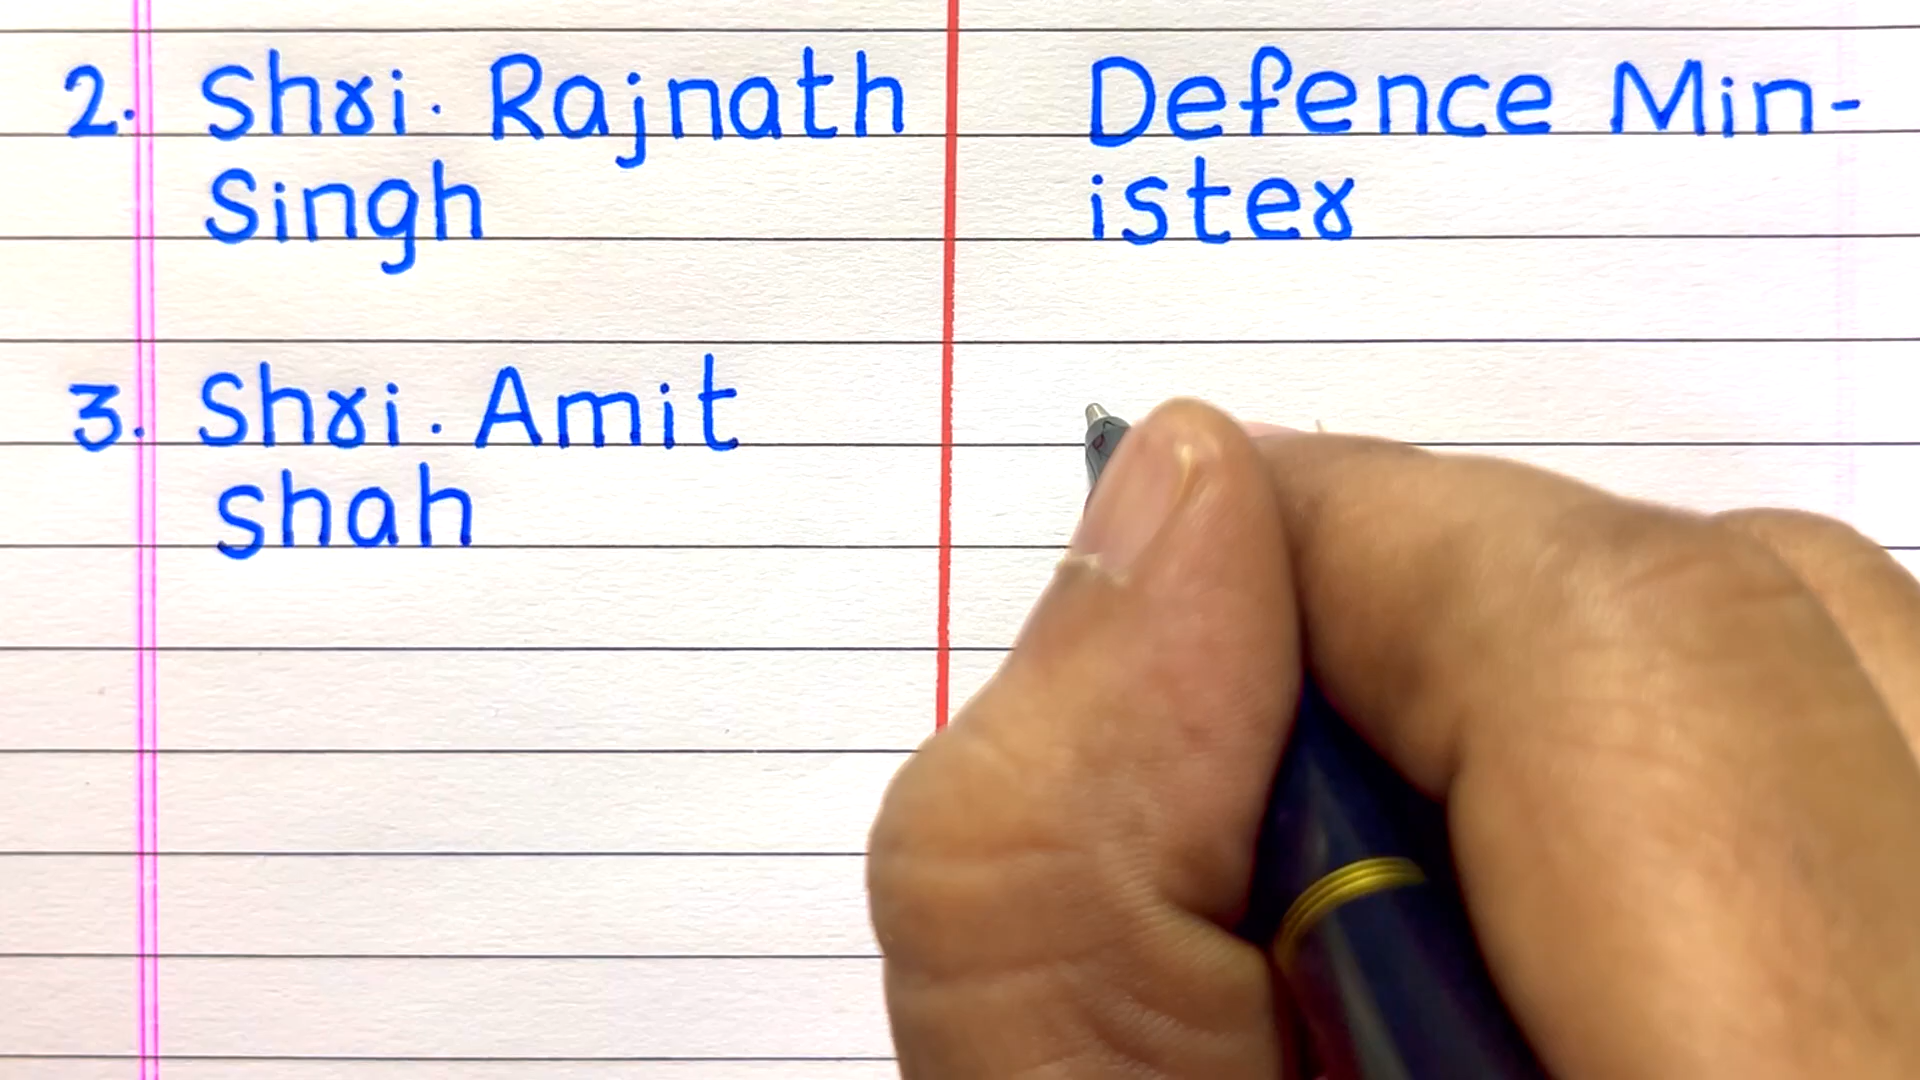 2. Shri. Rajnath Defence Min-
Singh ister
3. Shri. Amit
shah